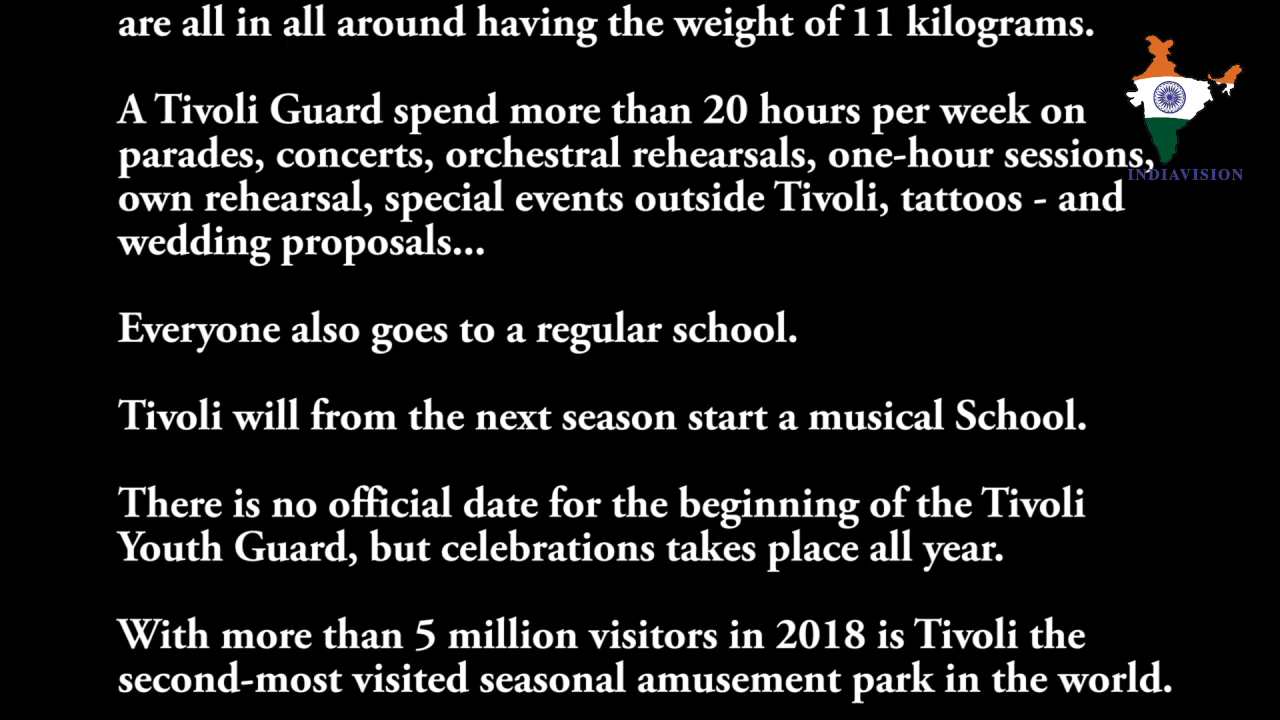 are all in all around having the weight of 11 kilograms.
A Tivoli Guard spend more than 20 hours per week on
parades, concerts, orchestral rehearsals, one-hour sessions,
own rehearsal, special events outside Tivoli, tattoos - and
wedding proposals...
Everyone also goes to a regular school.
Tivoli will from the next season start a musical School.
There is no official date for the beginning of the Tivoli
Youth Guard, but celebrations takes place all year.
With more than 5 million visitors in 2018 is Tivoli the
second-most visited seasonal amusement park in the world.
INDIAVISION